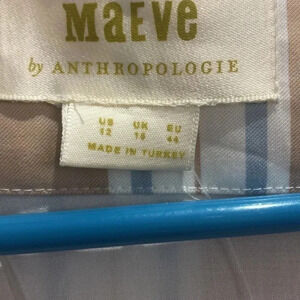 MaEve
by ANTHROPOLOGIE
US UK EU
12 16 44
MADE IN TURKEY